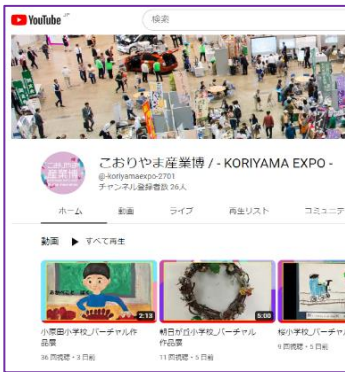 YouTube JP
検索
こおりやま
産業博
こおりやま産業博 / - KORIYAMA EXPO -
@-koriyamaexpo-2701
チャンネル登録者数 26人
ホーム 動画 ライブ 再生リスト コミュニテ
動画 ▶ すべて再生
2:13
5:00
小原田小学校_バーチャル作品展
36 回視聴・3 日前
朝日が丘小学校_バーチャル作品展
11 回視聴・5 日前
桜小学校_バーチャル
9 回視聴・5 日前